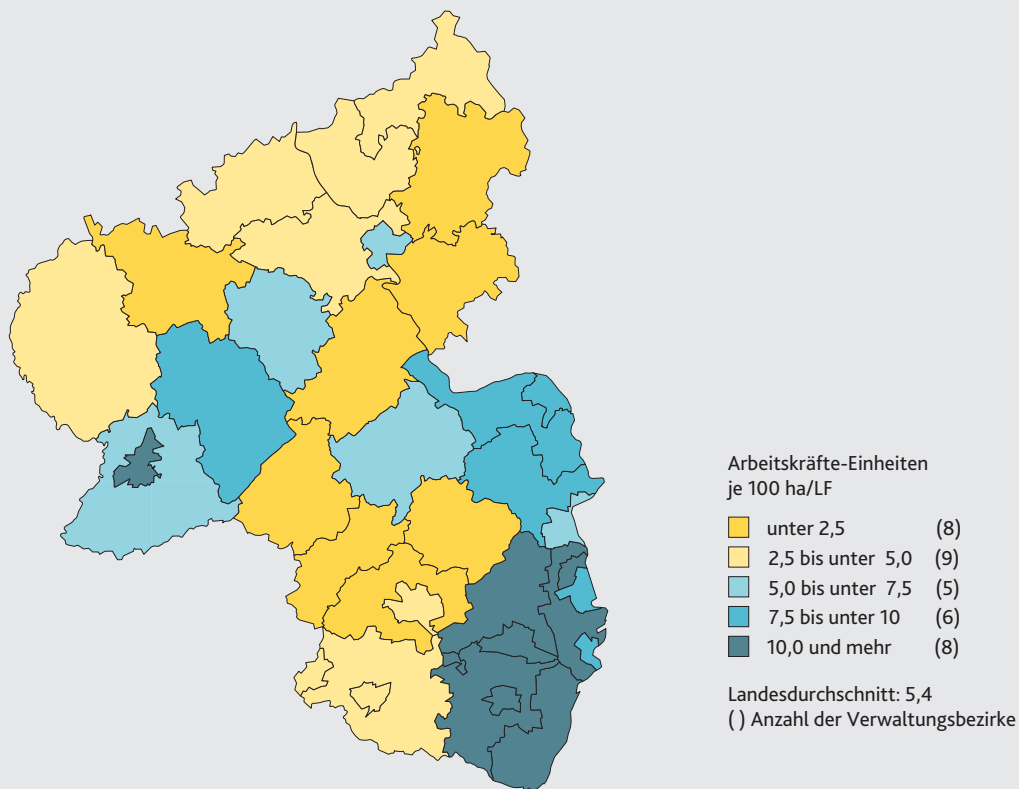 Arbeitskräfte-Einheiten
je 100 ha/LF
unter 2,5 (8)
2,5 bis unter 5,0 (9)
5,0 bis unter 7,5 (5)
7,5 bis unter 10 (6)
10,0 und mehr (8)
Landesdurchschnitt: 5,4
( ) Anzahl der Verwaltungsbezirke